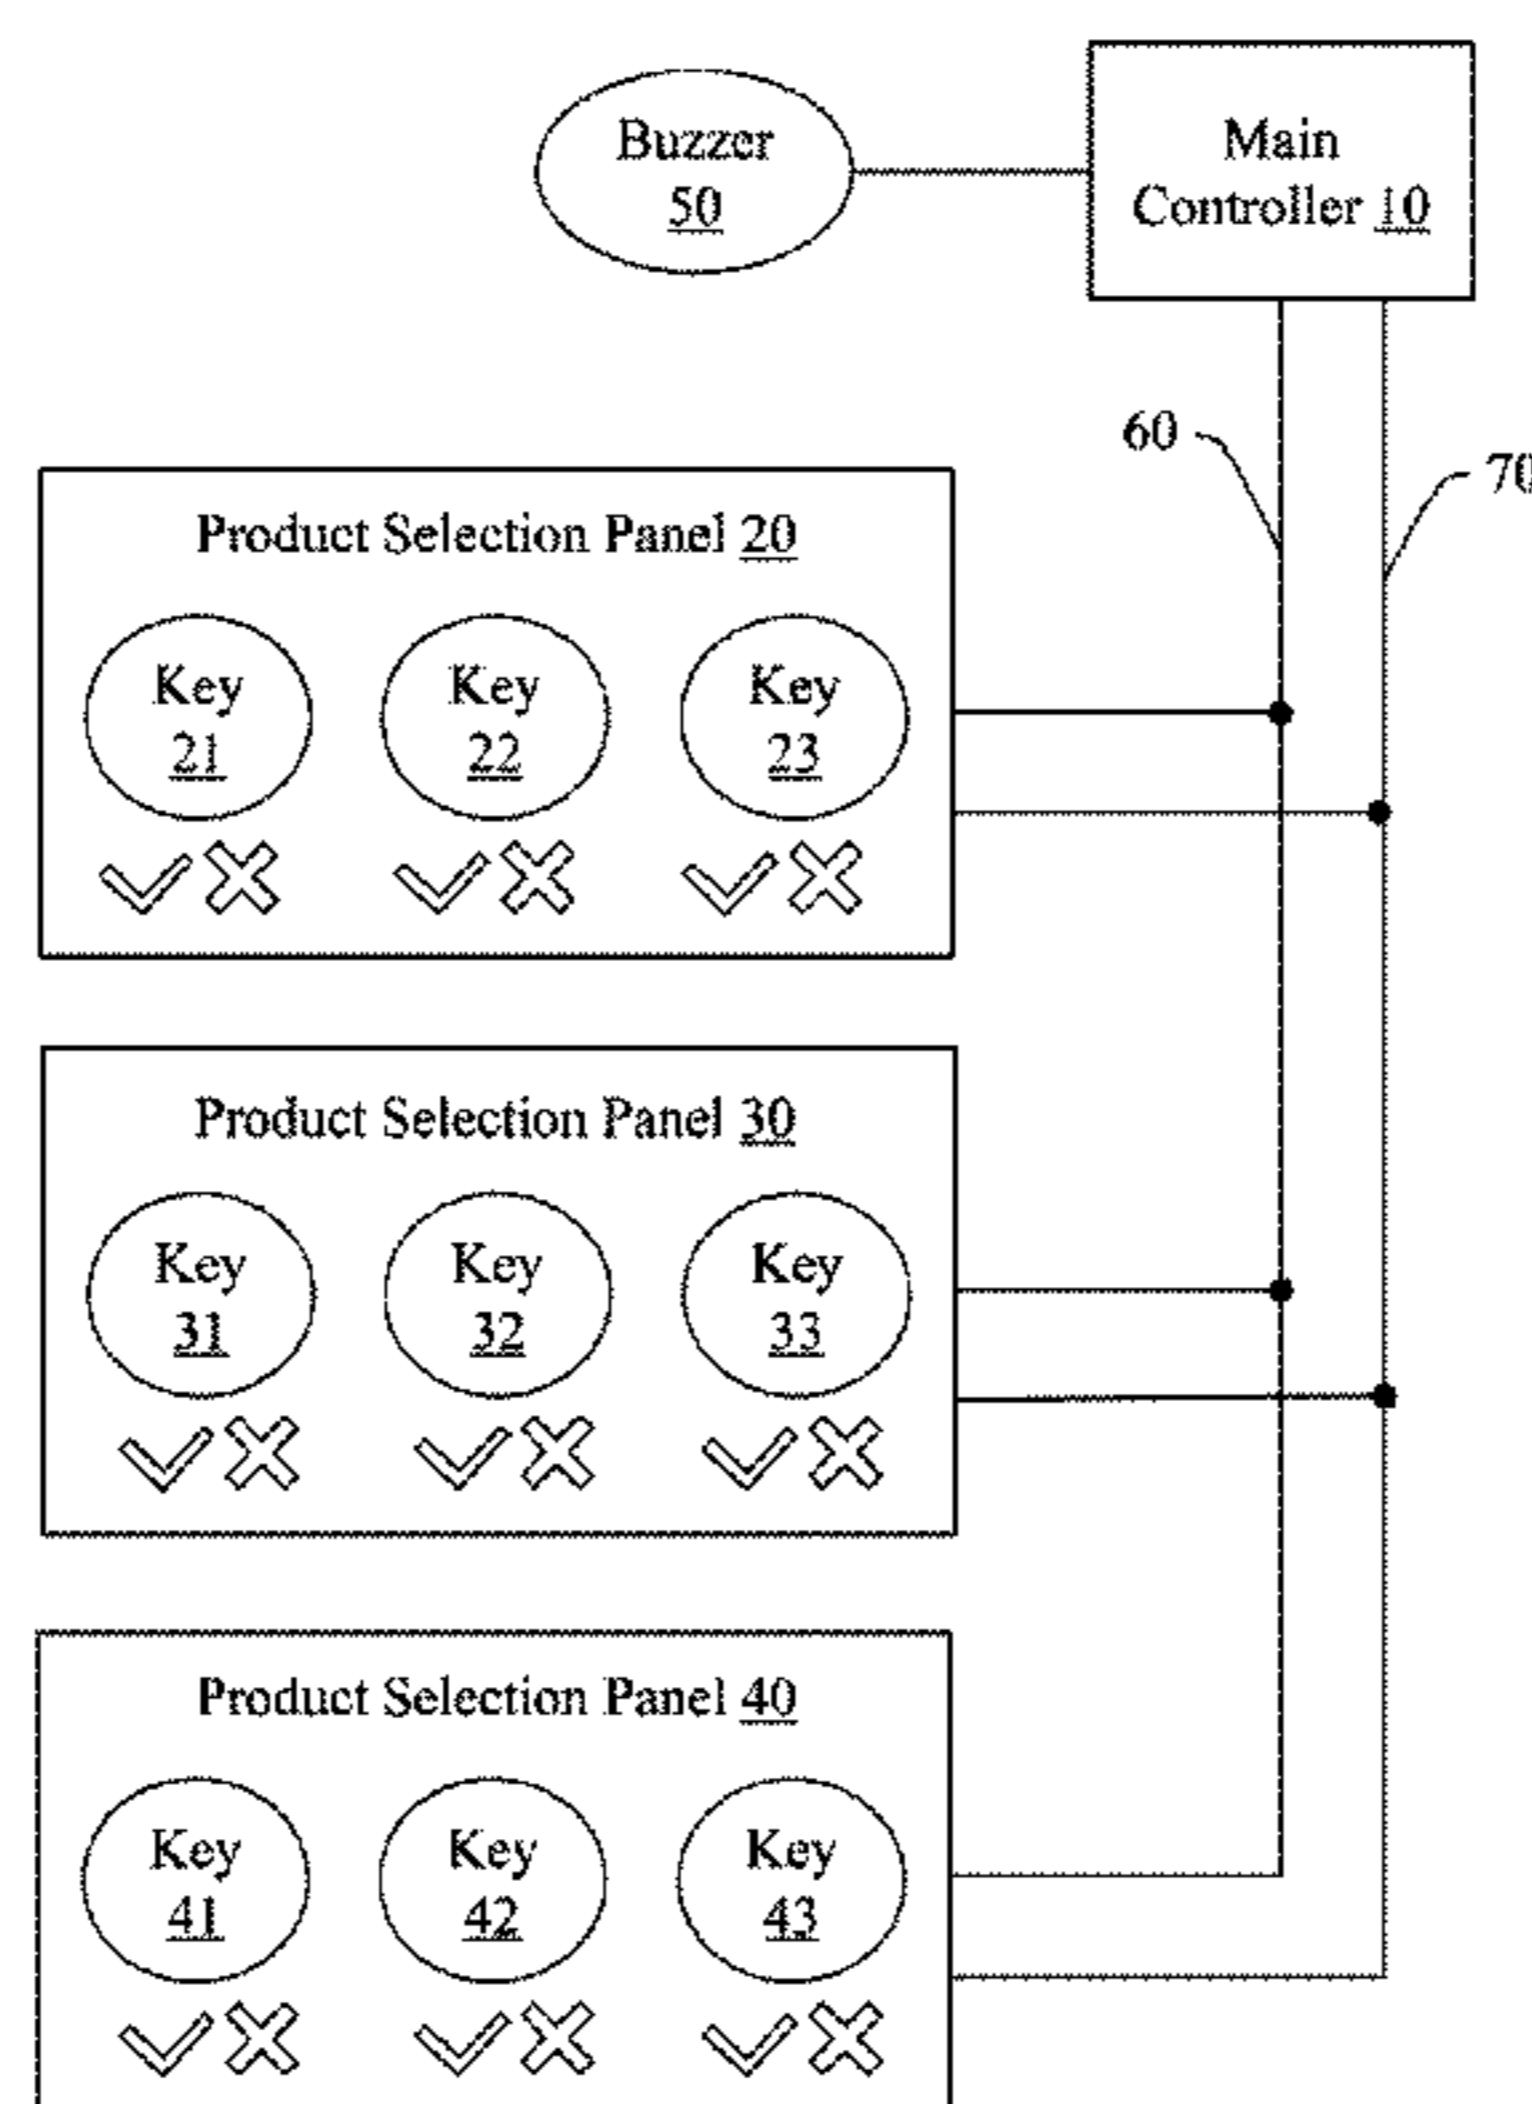 Buzzer
50
Main
Controller 10
60
70
Product Selection Panel 20
Key
21
Key
22
Key
23
Product Selection Panel 30
Key
31
Key
32
Key
33
Product Selection Panel 40
Key
41
Key
42
Key
43